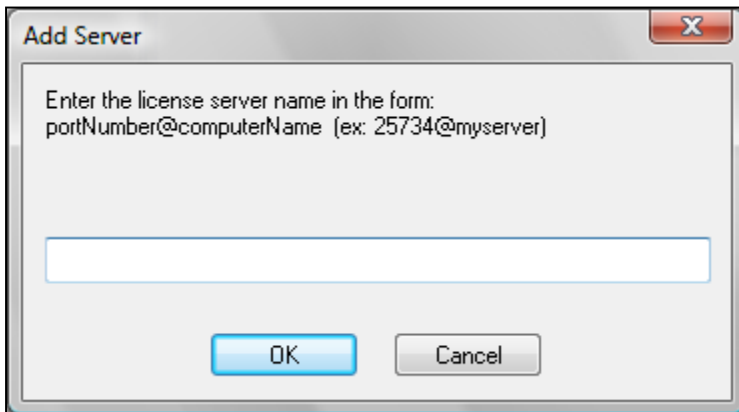 Add Server
Enter the license server name in the form:
portNumber@computerName (ex: 25734@myserver)
OK
Cancel